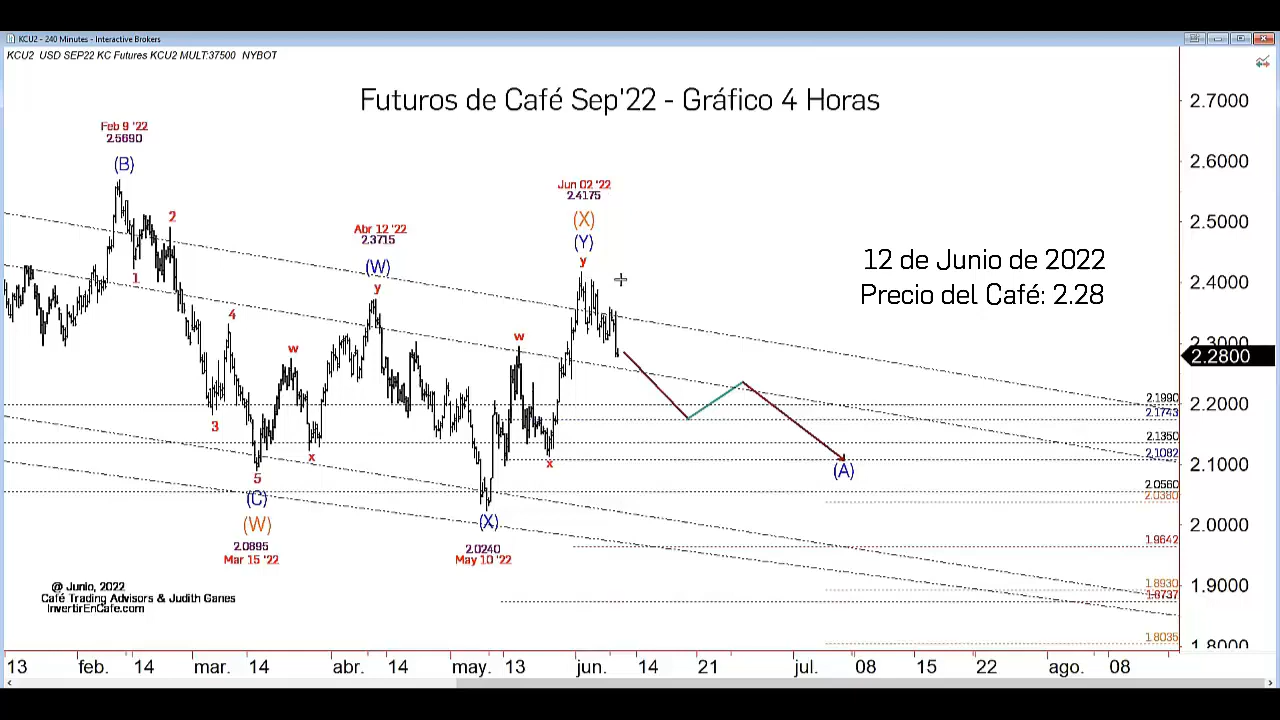 KCU2 - 240 Minutes - Interactive Brokers
KCU2 USD SEP22 KC Futures KCU2 MULT:37500 NYBOT
Futuros de Café Sep'22 - Gráfico 4 Horas
12 de Junio de 2022
Precio del Café: 2.28
Feb 9 '22
2.5690
(B)
1
2
3
4
5
(C)
(W)
2.0895
Mar 15 '22
w
x
Abr 12 '22
2.3715
(W)
y
(X)
2.0240
May 10 '22
w
x
Jun 02 '22
2.4175
(X)
(Y)
y
(A)
2.7000
2.6000
2.5000
2.4000
2.3000
2.2800
2.2000
2.1000
2.0000
1.9000
1.8000
2.1990
2.1743
2.1350
2.1082
2.0560
2.0380
1.9642
1.8930
1.8737
1.8035
@ Junio, 2022
Café Trading Advisors & Judith Ganes
InvertirEnCafe.com
13 feb. 14 mar. 14 abr. 14 may. 13 jun. 14 21 jul. 08 15 22 ago. 08